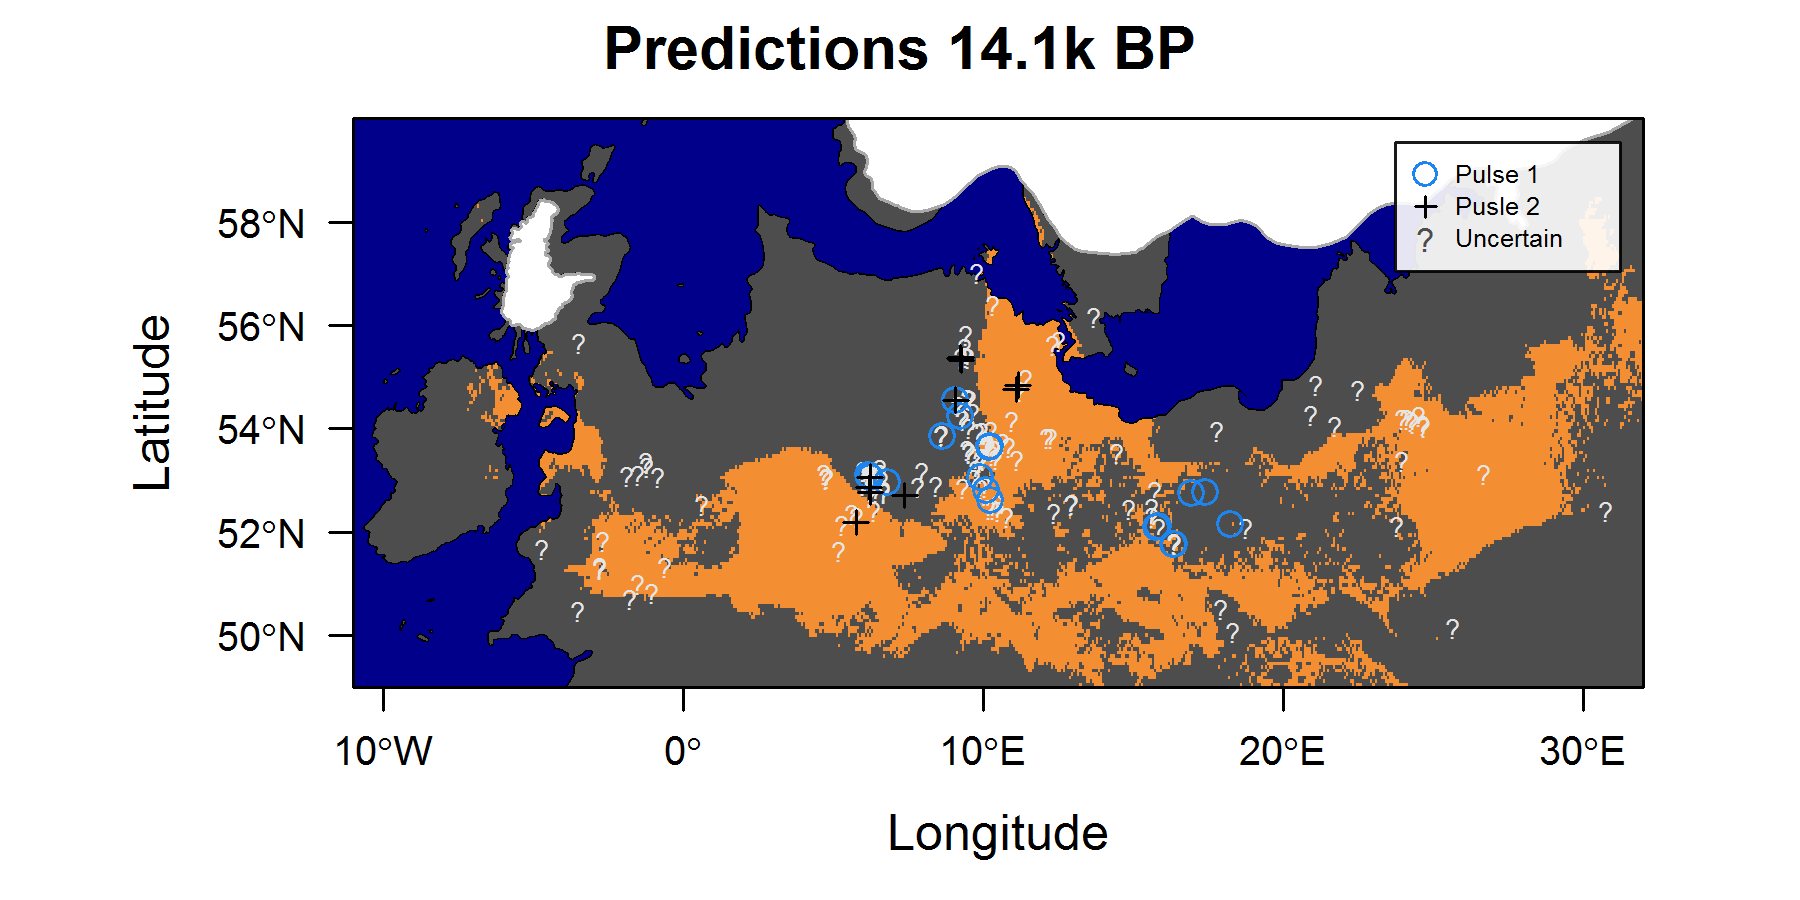 Predictions 14.1k BP
Pulse 1
Pusle 2
? Uncertain
58°N
56°N
54°N
52°N
50°N
Latitude
10°W
0°
10°E
20°E
30°E
Longitude